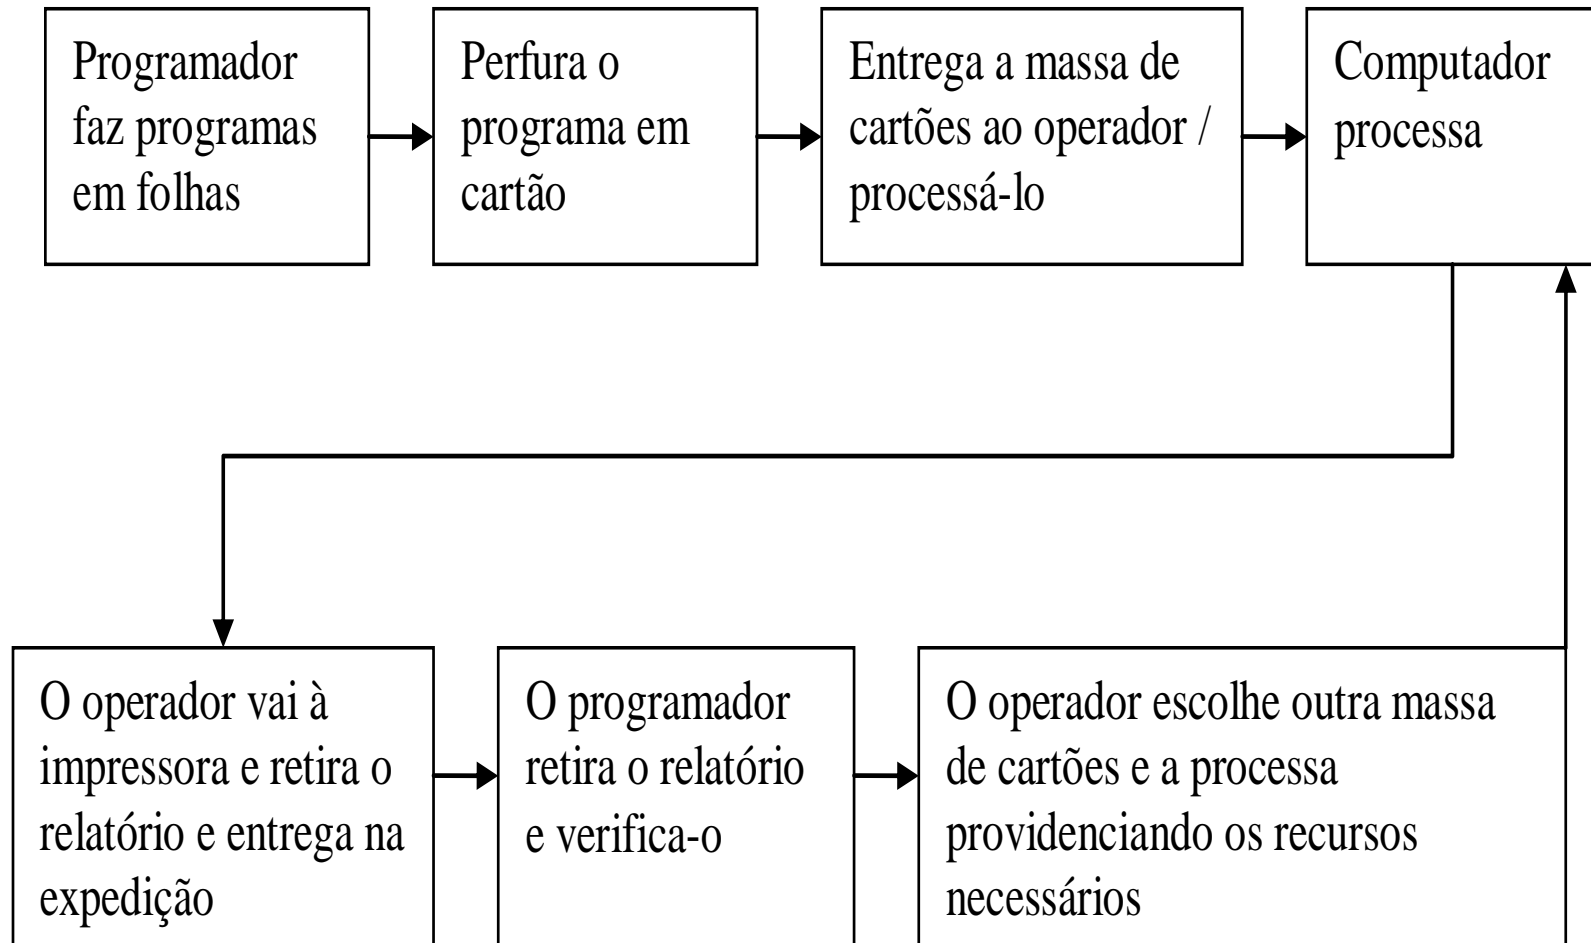 Programador
faz programas
em folhas
Perfura o
programa em
cartão
Entrega a massa de
cartões ao operador /
processá-lo
Computador
processa
O operador vai à
impressora e retira o
relatório e entrega na
expedição
O programador
retira o relatório
e verifica-o
O operador escolhe outra massa
de cartões e a processa
providenciando os recursos
necessários